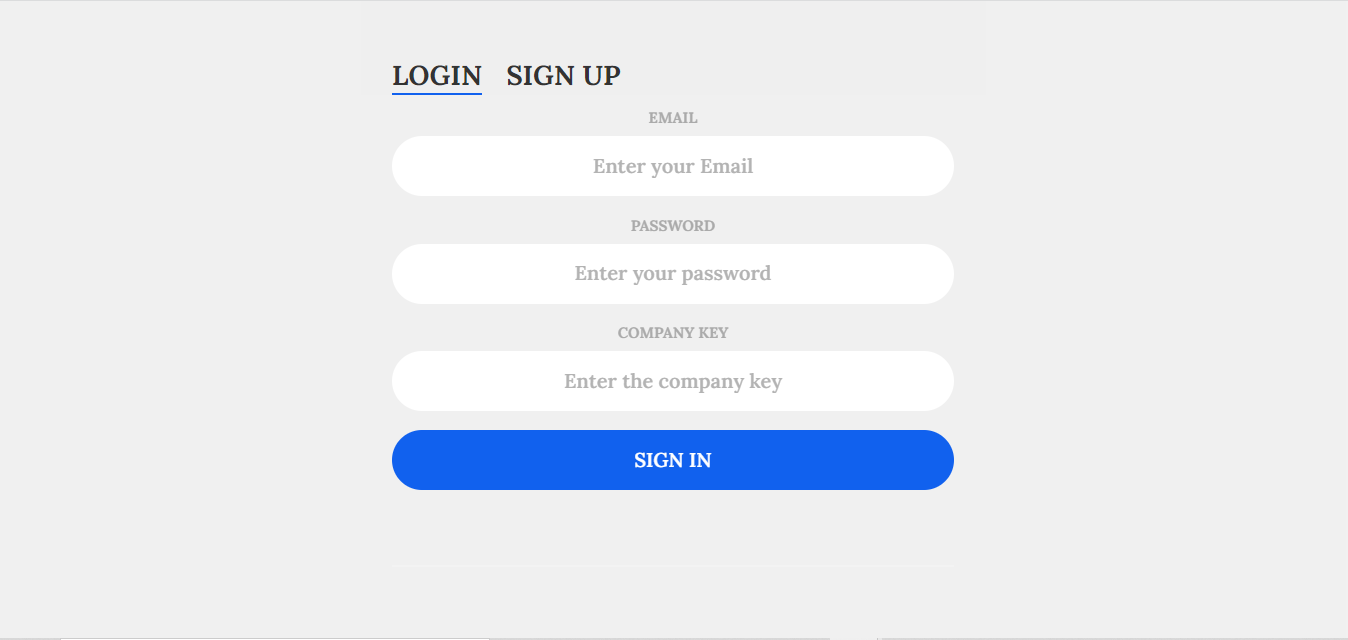 LOGIN SIGN UP
EMAIL
Enter your Email
PASSWORD
Enter your password
COMPANY KEY
Enter the company key
SIGN IN